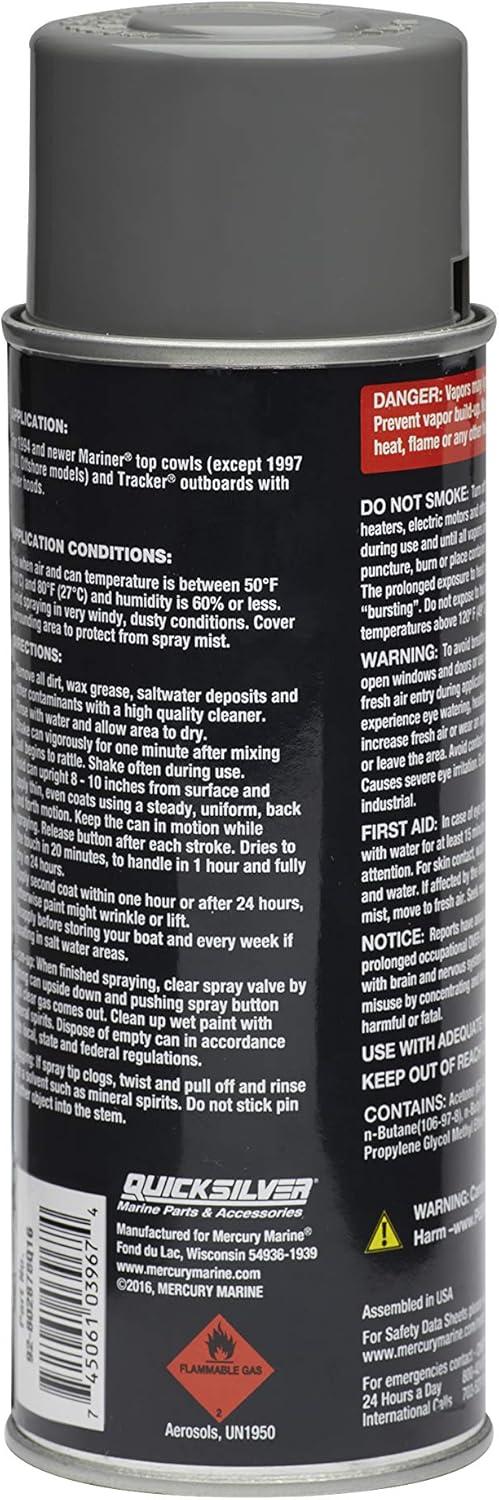 APPLICATION:
1994 and newer Mariner® top cowls (except 1997
Offshore models) and Tracker® outboards with
hoods.
APPLICATION CONDITIONS:
when air and can temperature is between 50°F
and 80°F (27°C) and humidity is 60% or less.
spraying in very windy, dusty conditions. Cover
area to protect from spray mist.
DIRECTIONS:
all dirt, wax grease, saltwater deposits and
contaminants with a high quality cleaner.
with water and allow area to dry.
can vigorously for one minute after mixing
begins to rattle. Shake often during use.
can upright 8 - 10 inches from surface and
thin, even coats using a steady, uniform, back
forth motion. Keep the can in motion while
Release button after each stroke. Dries to
touch in 20 minutes, to handle in 1 hour and fully
in 24 hours.
second coat within one hour or after 24 hours,
paint might wrinkle or lift.
before storing your boat and every week if
in salt water areas.
When finished spraying, clear spray valve by
can upside down and pushing spray button
clear gas comes out. Clean up wet paint with
spirits. Dispose of empty can in accordance
state and federal regulations.
If spray tip clogs, twist and pull off and rinse
solvent such as mineral spirits. Do not stick pin
object into the stem.
Part No.
92-802878Q16
7 45061 03967 4
QUICKSILVER®
Marine Parts & Accessories
Manufactured for Mercury Marine®
Fond du Lac, Wisconsin 54936-1939
www.mercurymarine.com
©2016, MERCURY MARINE
FLAMMABLE GAS
2
Aerosols, UN1950
DANGER: Vapors may
Prevent vapor build-up.
heat, flame or any other
DO NOT SMOKE: Turn
heaters, electric motors and
during use and until all
puncture, burn or place
The prolonged exposure to
"bursting". Do not expose to
temperatures above 120°F
WARNING: To avoid
open windows and doors or
fresh air entry during
experience eye watering,
increase fresh air or wear
or leave the area. Avoid
Causes severe eye irritation.
industrial.
FIRST AID: In case of eye
with water for at least 15
attention. For skin contact,
and water. If affected by
mist, move to fresh air.
NOTICE: Reports have
prolonged occupational
with brain and nervous
misuse by concentrating
harmful or fatal.
USE WITH ADEQUATE
KEEP OUT OF REACH
CONTAINS: Acetone
n-Butane(106-97-8),
Propylene Glycol Methyl
WARNING:
Harm
Assembled in USA
For Safety Data Sheets
www.mercurymarine.
For emergencies contact
24 Hours a Day
International Calls